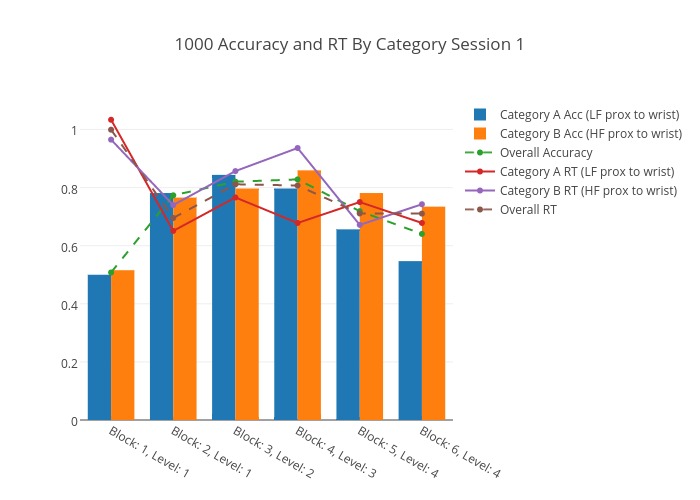 1000 Accuracy and RT By Category Session 1
Category A Acc (LF prox to wrist)
Category B Acc (HF prox to wrist)
Overall Accuracy
Category A RT (LF prox to wrist)
Category B RT (HF prox to wrist)
Overall RT
1
0.8
0.6
0.4
0.2
0
Block: 1, Level: 1
Block: 2, Level: 1
Block: 3, Level: 2
Block: 4, Level: 3
Block: 5, Level: 4
Block: 6, Level: 4